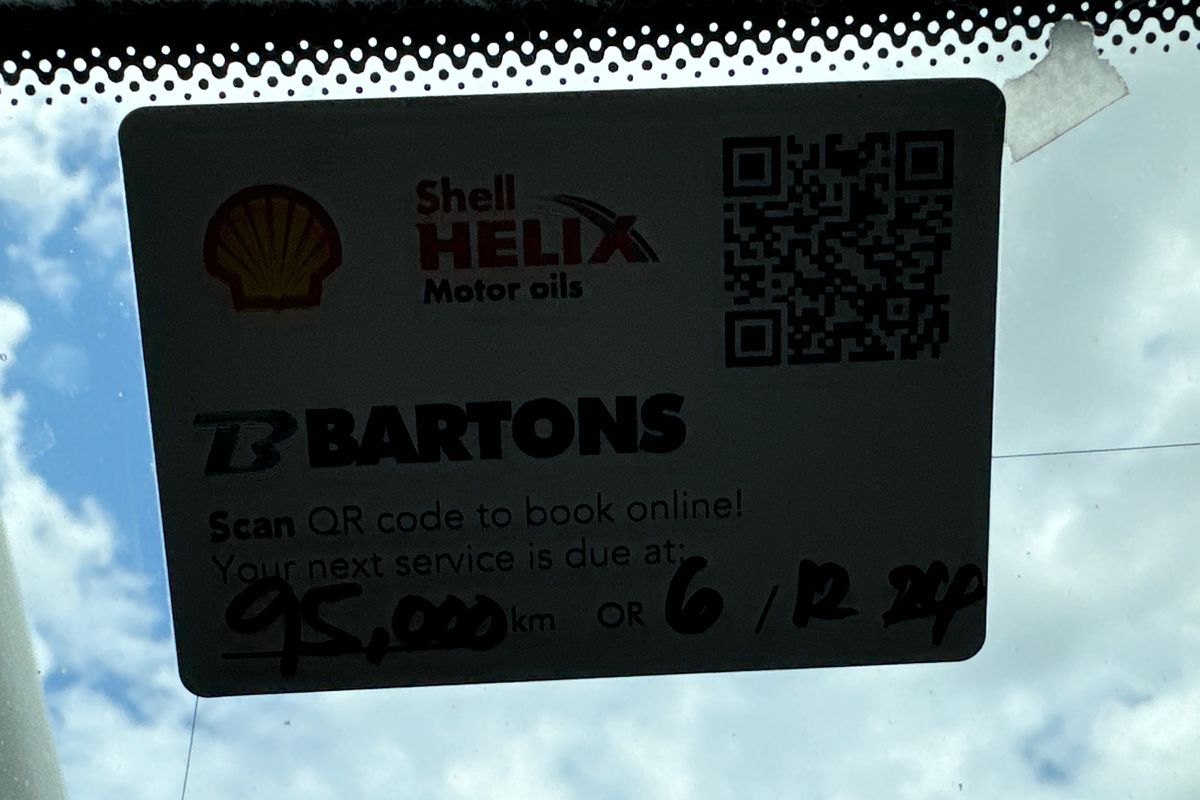 Shell
HELIX
Motor oils
BARTONS
Scan QR code to book online!
Your next service is due at:
95,000 km OR 6 / 12